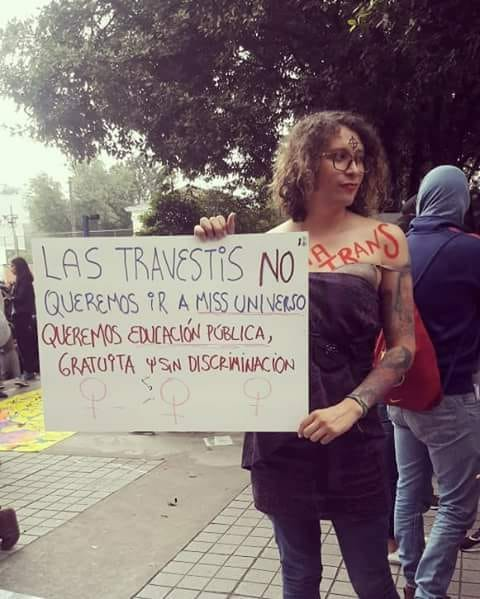 LAS TRAVESTIS NO
QUEREMOS iR A MISS UNIVERSO
QUEREMOS EDUCACIÓN PÚBLICA,
GRATUITA Y SIN DISCRIMINACIÓN
TRANS